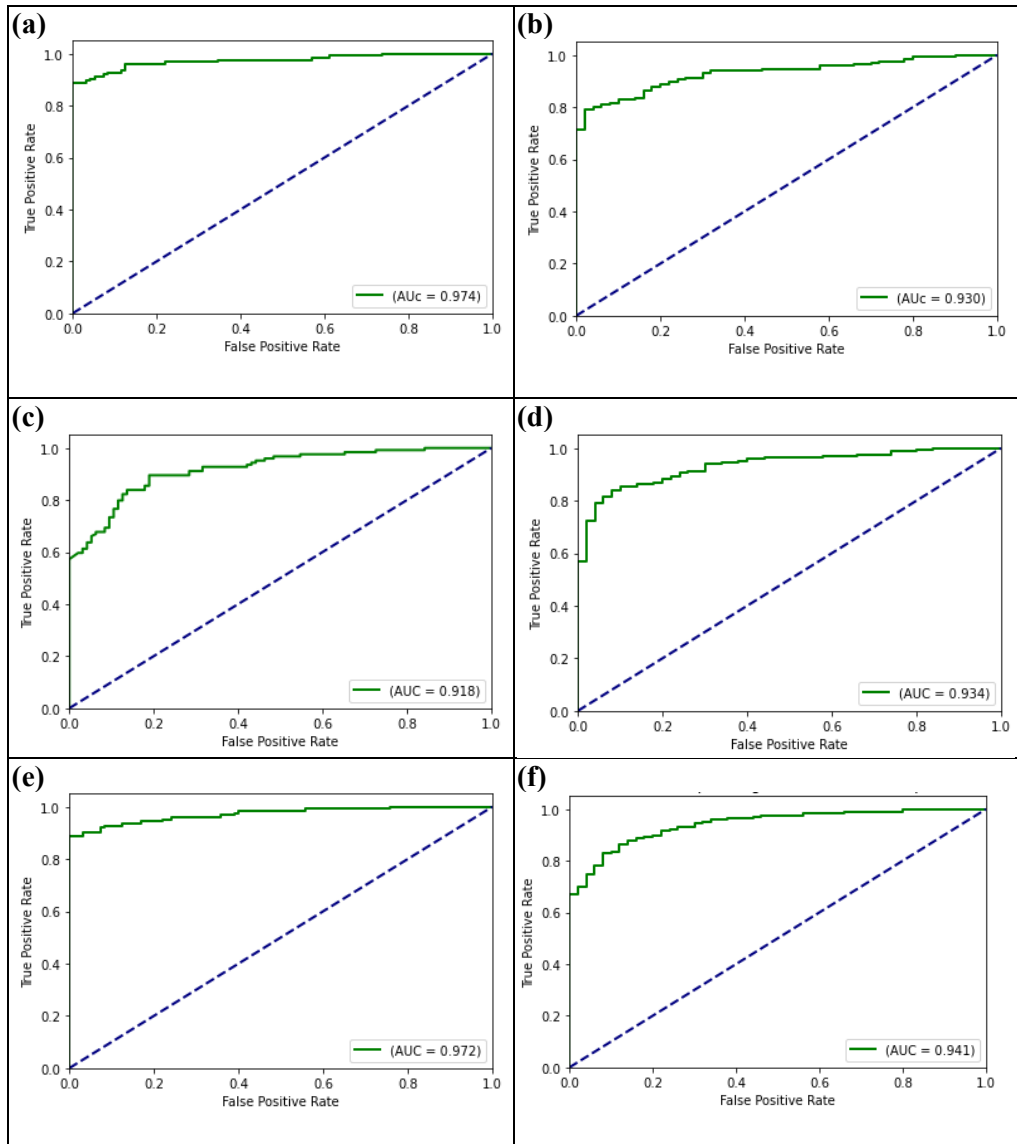 (a)
1.0
0.8
0.6
0.4
0.2
0.0
True Positive Rate
(AUc = 0.974)
0.0 0.2 0.4 0.6 0.8 1.0
False Positive Rate
(b)
1.0
0.8
0.6
0.4
0.2
0.0
True Positive Rate
(AUc = 0.930)
0.0 0.2 0.4 0.6 0.8 1.0
False Positive Rate
(c)
1.0
0.8
0.6
0.4
0.2
0.0
True Positive Rate
(AUC = 0.918)
0.0 0.2 0.4 0.6 0.8 1.0
False Positive Rate
(d)
1.0
0.8
0.6
0.4
0.2
0.0
True Positive Rate
(AUC = 0.934)
0.0 0.2 0.4 0.6 0.8 1.0
False Positive Rate
(e)
1.0
0.8
0.6
0.4
0.2
0.0
True Positive Rate
(AUC = 0.972)
0.0 0.2 0.4 0.6 0.8 1.0
False Positive Rate
(f)
1.0
0.8
0.6
0.4
0.2
0.0
True Positive Rate
(AUC = 0.941)
0.0 0.2 0.4 0.6 0.8 1.0
False Positive Rate